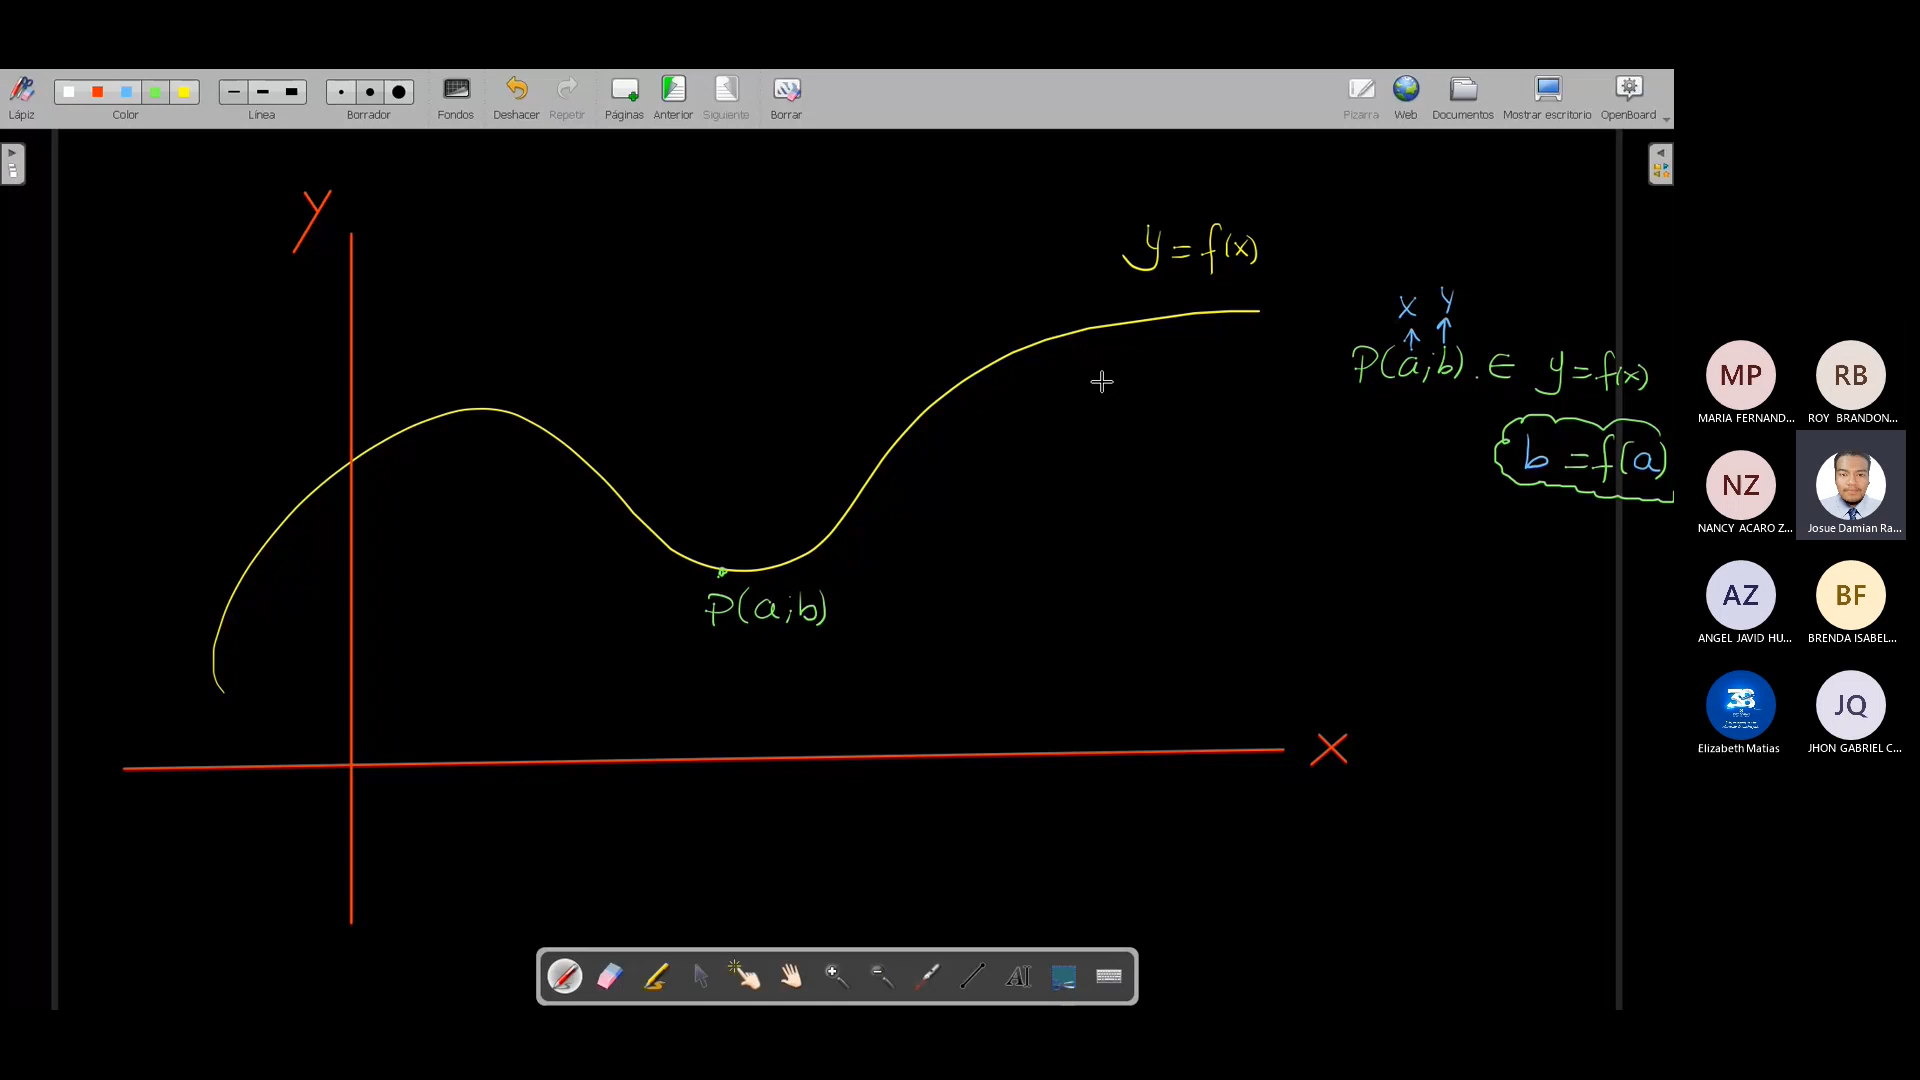 Lápiz
Color
Línea
Borrador
Fondos
Deshacer
Repetir
Páginas
Anterior
Siguiente
Borrar
Pizarra
Web
Documentos
Mostrar escritorio
OpenBoard
y
y = f(x)
x y
P(a;b) . ∈ y = f(x)
b = f(a)
P(a;b)
x
MP
MARIA FERNAND...
RB
ROY BRANDON...
NZ
NANCY ACARO Z...
Josue Damian Ra...
AZ
ANGEL JAVID HU...
BF
BRENDA ISABEL...
Elizabeth Matias
JQ
JHON GABRIEL C...
AI